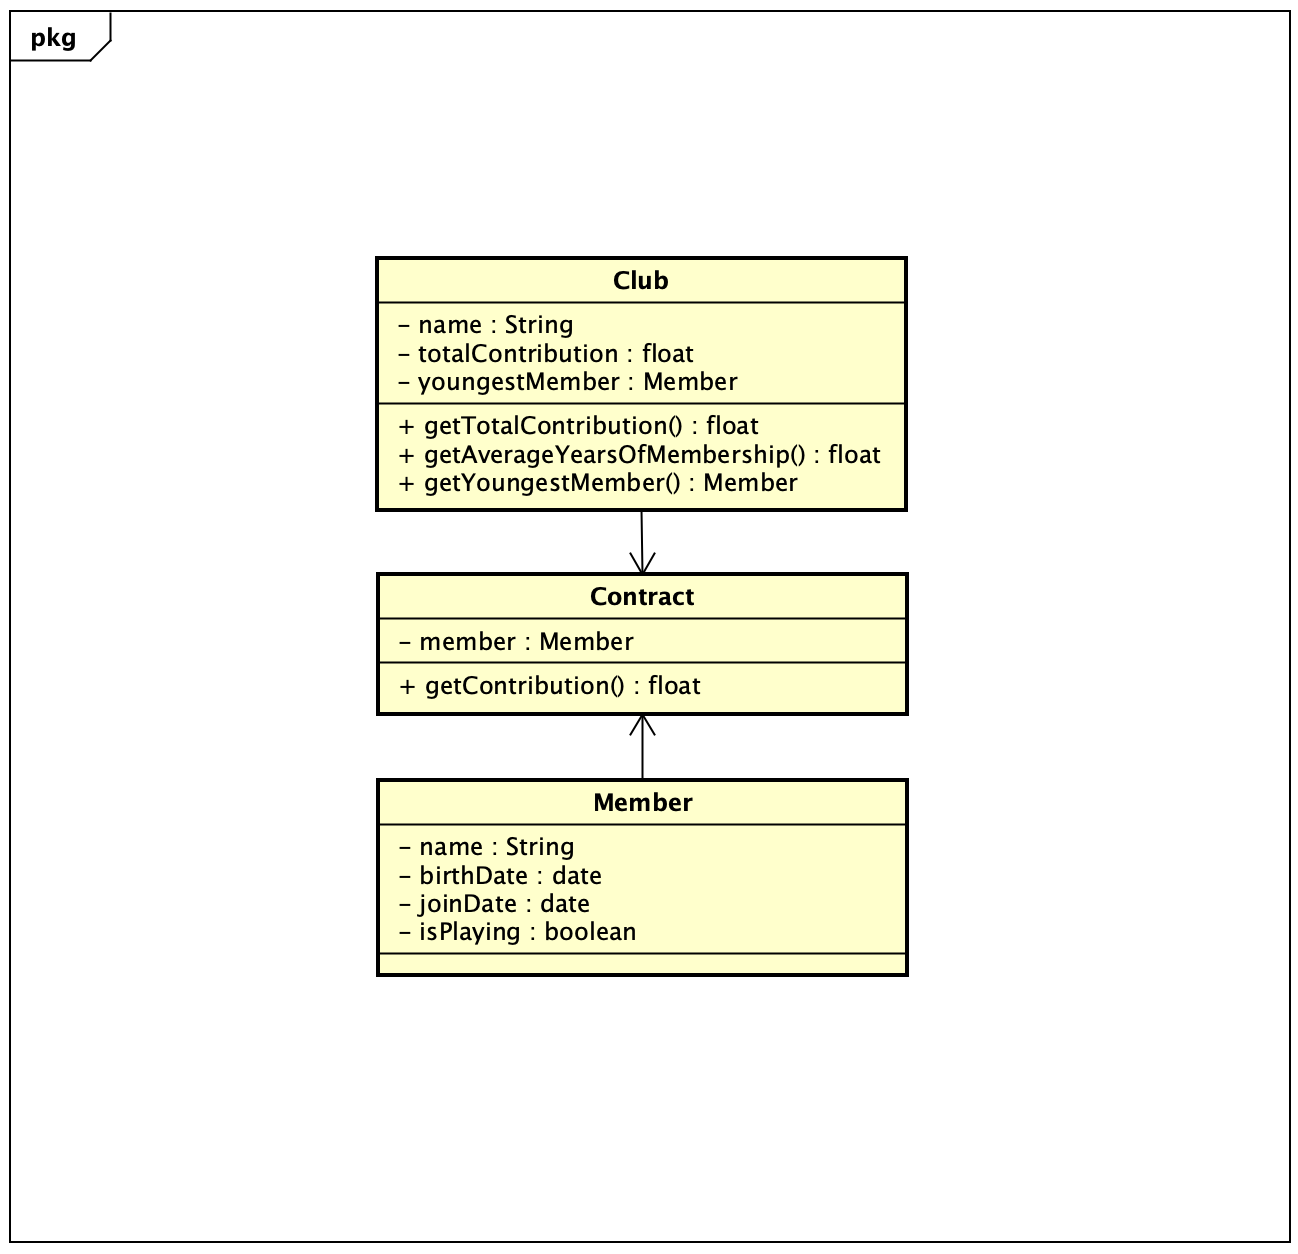 pkg
Club
- name : String
- totalContribution : float
- youngestMember : Member
+ getTotalContribution() : float
+ getAverageYearsOfMembership() : float
+ getYoungestMember() : Member
Contract
- member : Member
+ getContribution() : float
Member
- name : String
- birthDate : date
- joinDate : date
- isPlaying : boolean